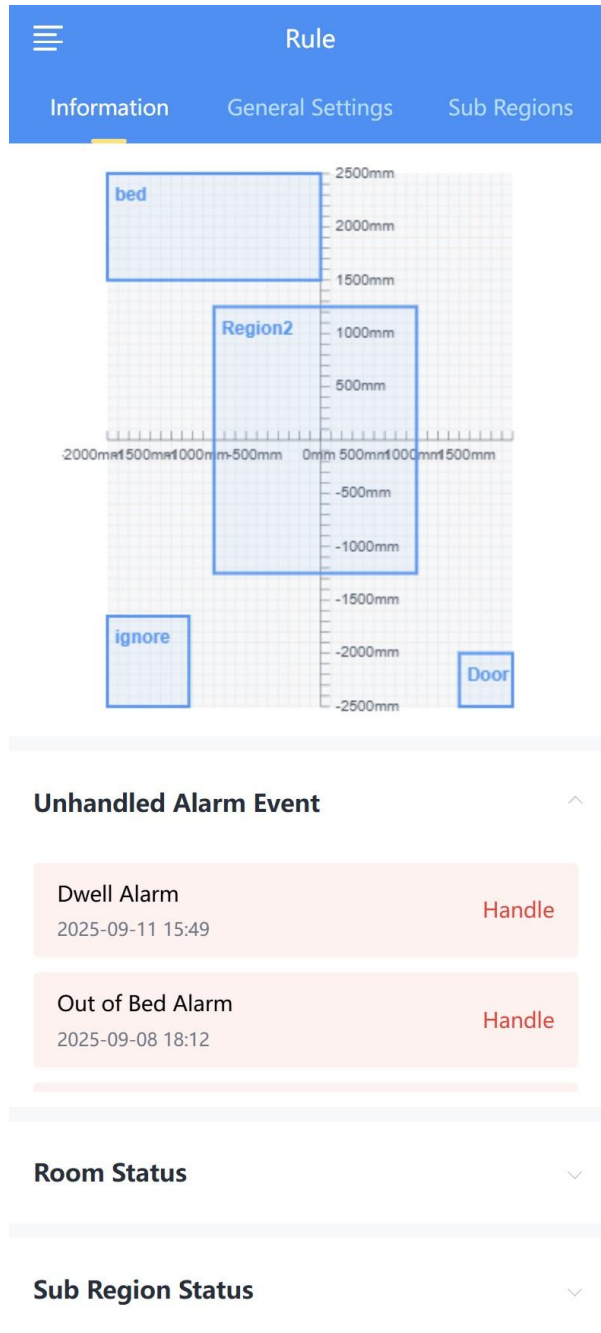 Rule
Information General Settings Sub Regions
2500mm
bed
2000mm
1500mm
Region2
1000mm
500mm
-2000mm -1500mm -1000mm -500mm 0mm 500mm 1000mm 1500mm
-500mm
-1000mm
-1500mm
ignore
-2000mm
Door
-2500mm
Unhandled Alarm Event
Dwell Alarm
Handle
2025-09-11 15:49
Out of Bed Alarm
Handle
2025-09-08 18:12
Room Status
Sub Region Status